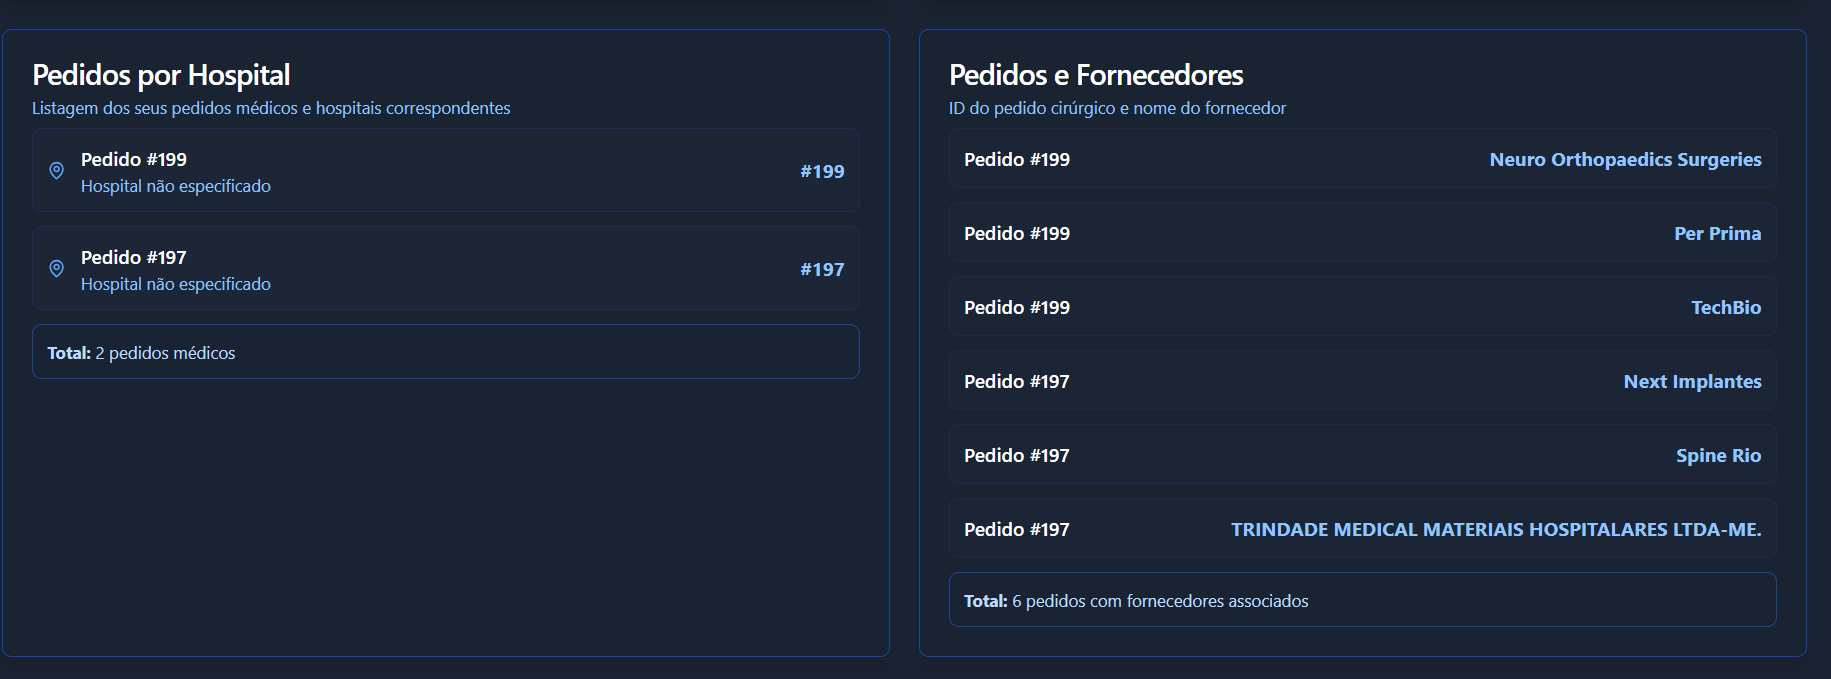 Pedidos por Hospital
Listagem dos seus pedidos médicos e hospitais correspondentes
Pedido #199
Hospital não especificado
#199
Pedido #197
Hospital não especificado
#197
Total: 2 pedidos médicos
Pedidos e Fornecedores
ID do pedido cirúrgico e nome do fornecedor
Pedido #199 Neuro Orthopaedics Surgeries
Pedido #199 Per Prima
Pedido #199 TechBio
Pedido #197 Next Implantes
Pedido #197 Spine Rio
Pedido #197 TRINDADE MEDICAL MATERIAIS HOSPITALARES LTDA-ME.
Total: 6 pedidos com fornecedores associados